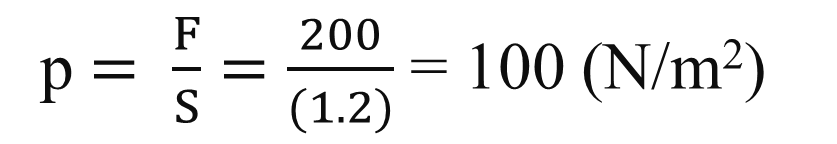 p = F/S = 200/(1.2) = 100 (N/m²)